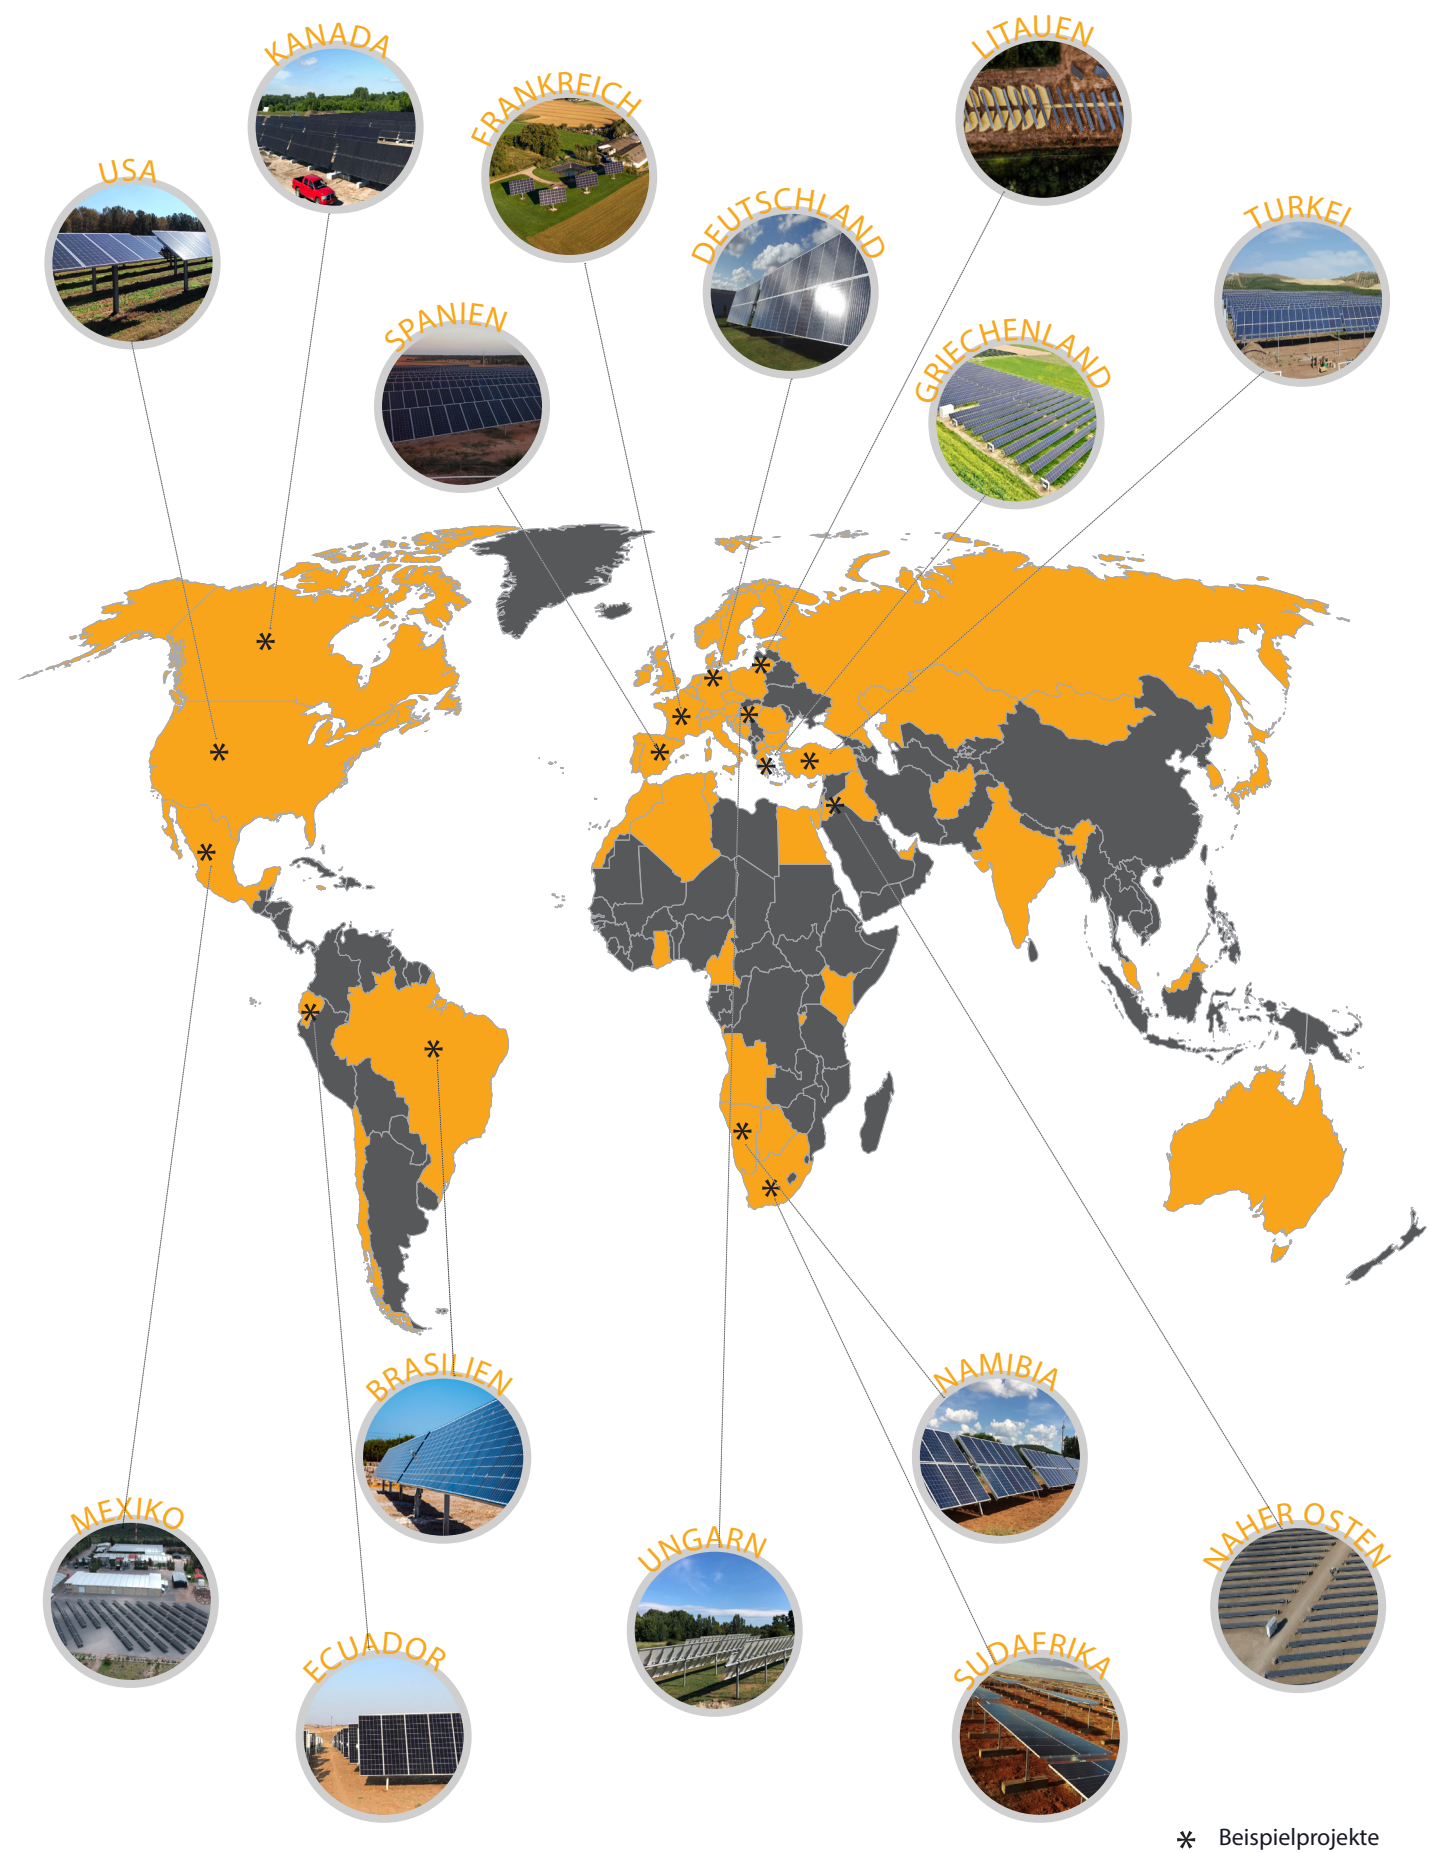 KANADA
LITAUEN
FRANKREICH
USA
DEUTSCHLAND
TURKEI
SPANIEN
GRIECHENLAND
BRASILIEN
NAMIBIA
MEXIKO
UNGARN
NAHER OSTEN
ECUADOR
SUDAFRIKA
* Beispielprojekte